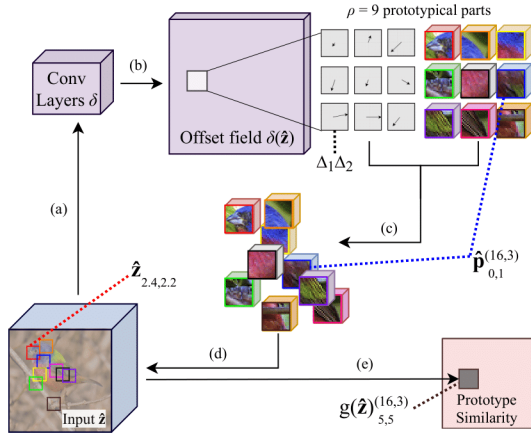 ρ = 9 prototypical parts
(b)
Conv
Layers δ
Offset field δ(ẑ)
Δ₁Δ₂
(a)
(c)
p̂₀,₁^(16,3)
ẑ₂.₄,₂.₂
(d)
(e)
Input ẑ
g(ẑ)₅,₅^(16,3)
Prototype
Similarity